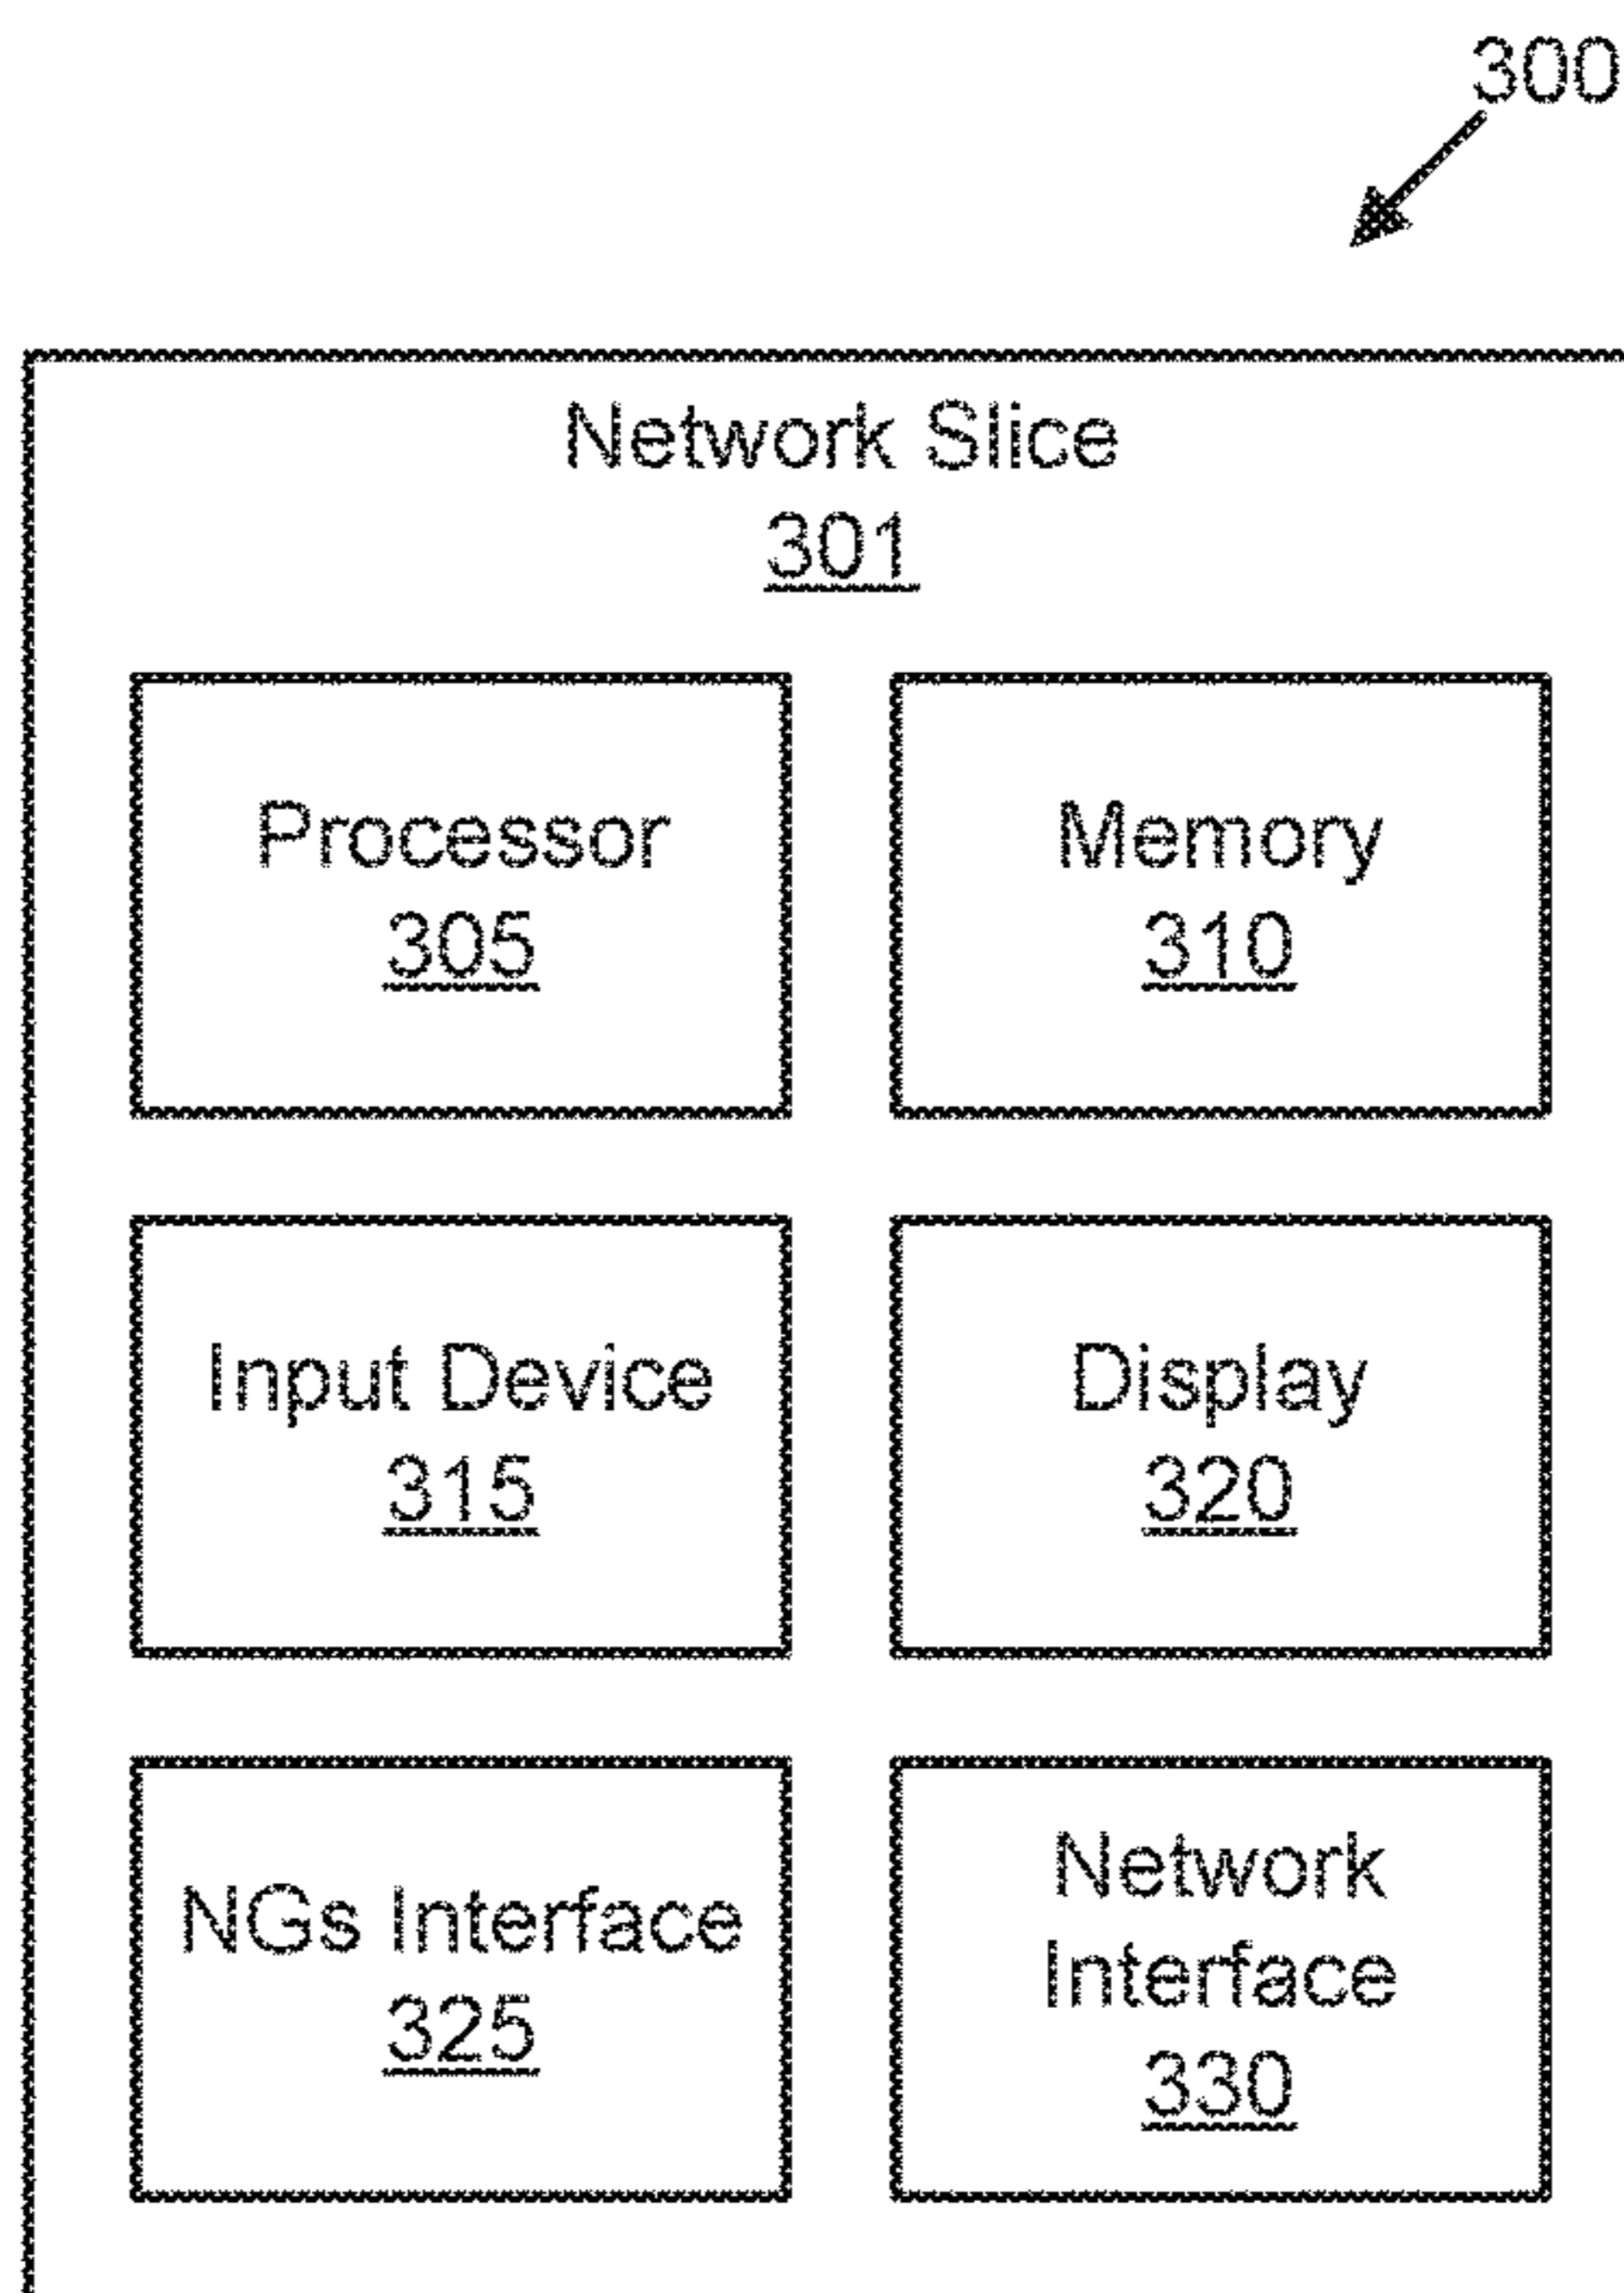 300
Network Slice
301
Processor
305
Memory
310
Input Device
315
Display
320
NGs Interface
325
Network
Interface
330